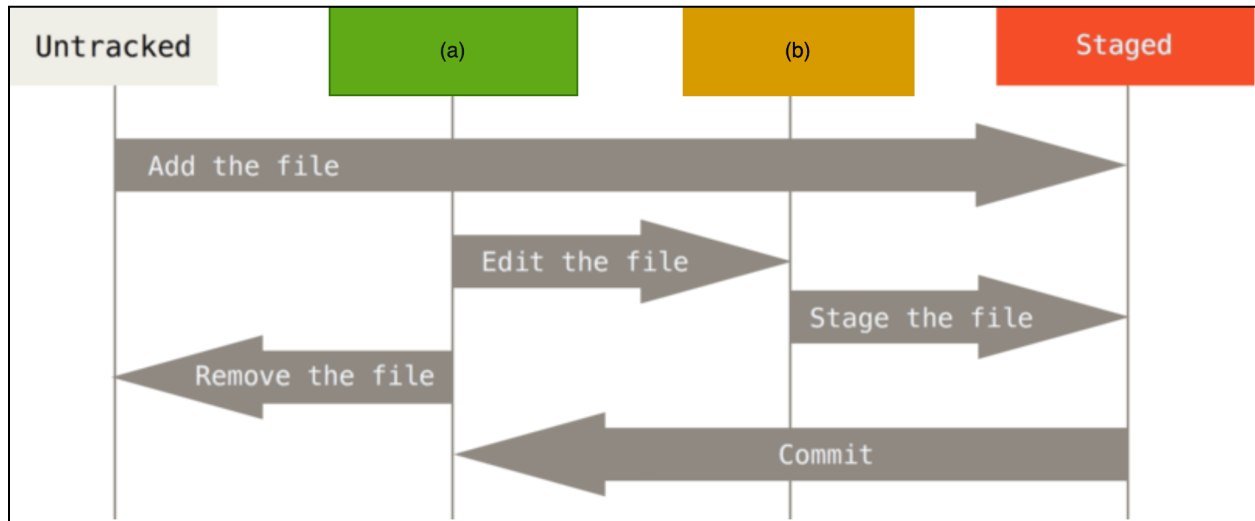 Untracked
(a)
(b)
Staged
Add the file
Edit the file
Stage the file
Remove the file
Commit